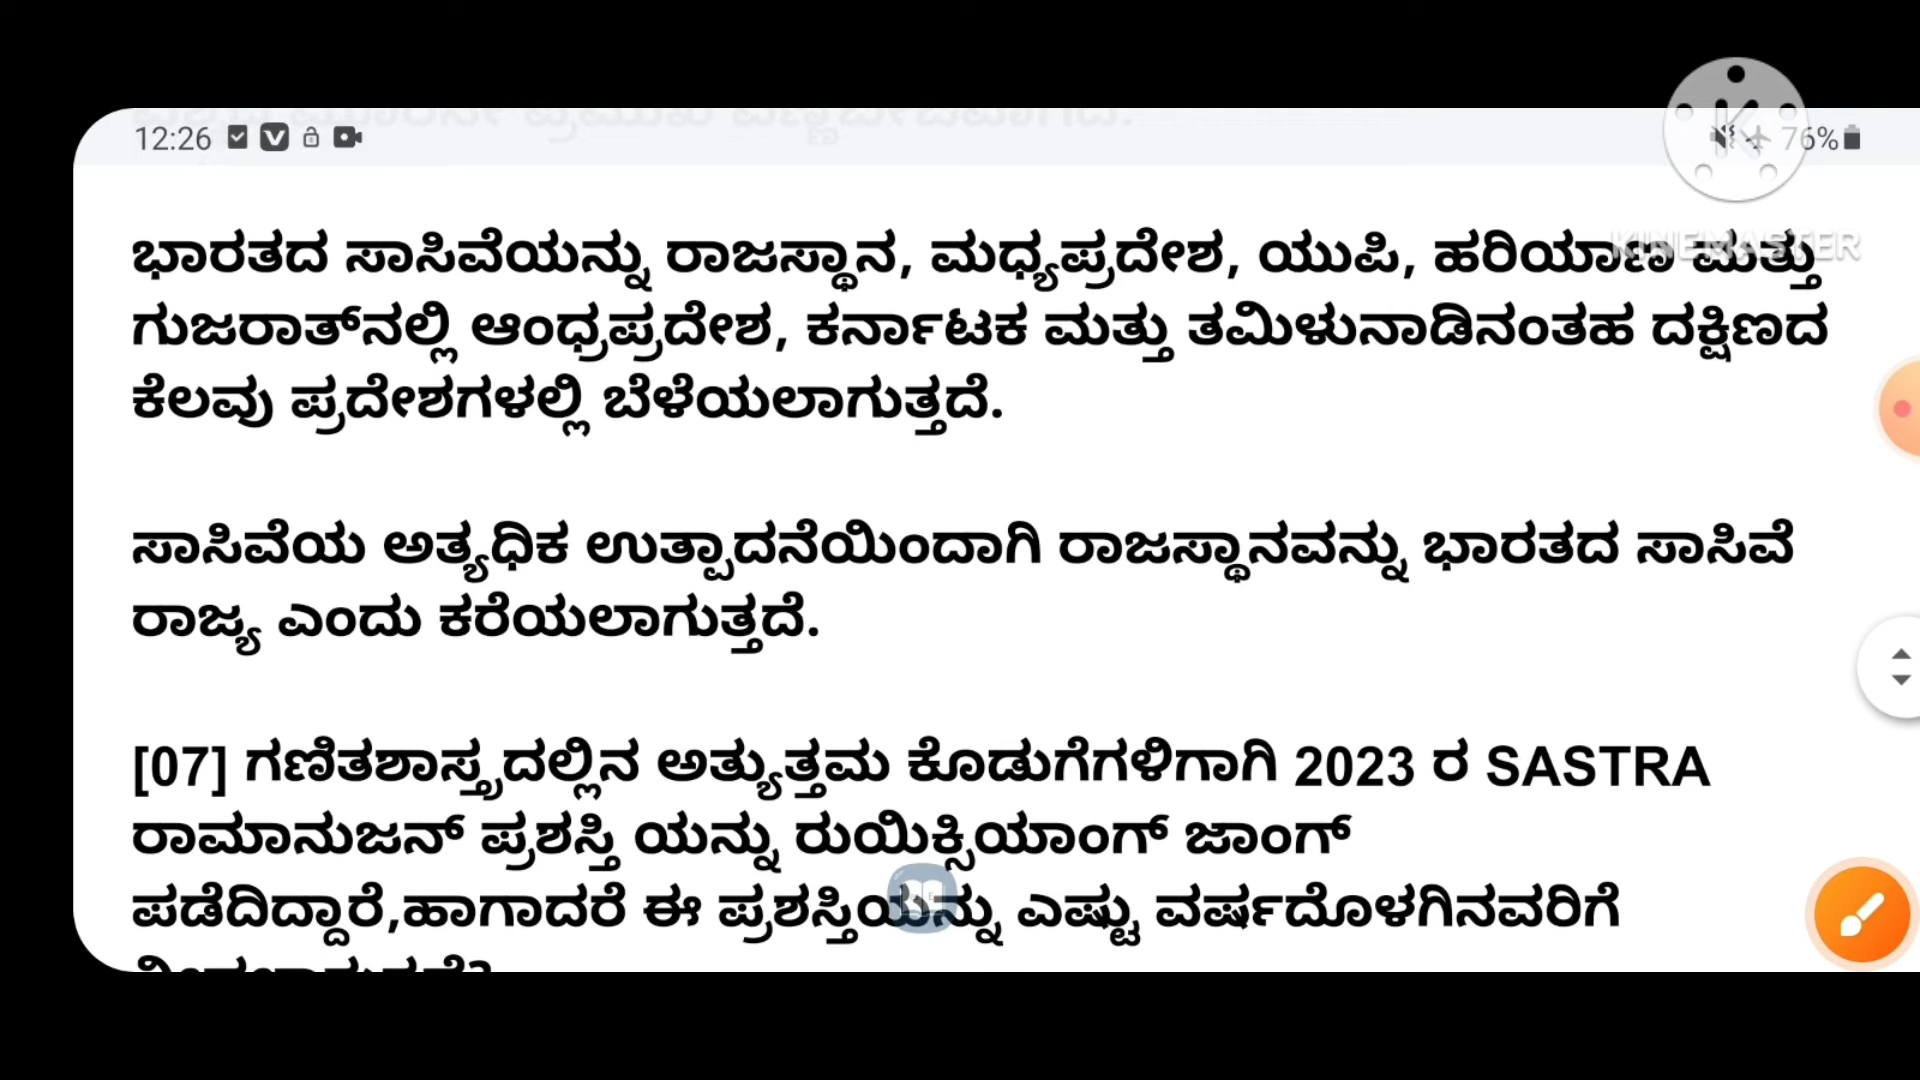 12:26
76%
KINEMASTER
ಭಾರತದ ಸಾಸಿವೆಯನ್ನು ರಾಜಸ್ಥಾನ, ಮಧ್ಯಪ್ರದೇಶ, ಯುಪಿ, ಹರಿಯಾಣ ಮತ್ತು
ಗುಜರಾತ್‌ನಲ್ಲಿ ಆಂಧ್ರಪ್ರದೇಶ, ಕರ್ನಾಟಕ ಮತ್ತು ತಮಿಳುನಾಡಿನಂತಹ ದಕ್ಷಿಣದ
ಕೆಲವು ಪ್ರದೇಶಗಳಲ್ಲಿ ಬೆಳೆಯಲಾಗುತ್ತದೆ.
ಸಾಸಿವೆಯ ಅತ್ಯಧಿಕ ಉತ್ಪಾದನೆಯಿಂದಾಗಿ ರಾಜಸ್ಥಾನವನ್ನು ಭಾರತದ ಸಾಸಿವೆ
ರಾಜ್ಯ ಎಂದು ಕರೆಯಲಾಗುತ್ತದೆ.
[07] ಗಣಿತಶಾಸ್ತ್ರದಲ್ಲಿನ ಅತ್ಯುತ್ತಮ ಕೊಡುಗೆಗಳಿಗಾಗಿ 2023 ರ SASTRA
ರಾಮಾನುಜನ್ ಪ್ರಶಸ್ತಿ ಯನ್ನು ರುಯಿಕ್ಸಿಯಾಂಗ್ ಜಾಂಗ್
ಪಡೆದಿದ್ದಾರೆ,ಹಾಗಾದರೆ ಈ ಪ್ರಶಸ್ತಿಯನ್ನು ಎಷ್ಟು ವರ್ಷದೊಳಗಿನವರಿಗೆ